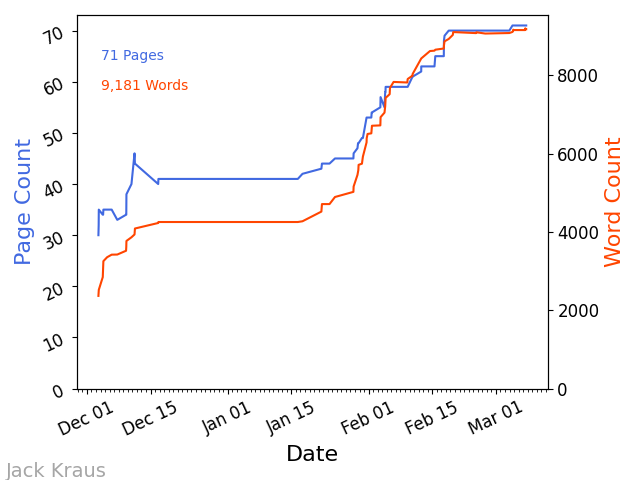 71 Pages
9,181 Words
Page Count
70
60
50
40
30
20
10
0
Word Count
8000
6000
4000
2000
0
Dec 01
Dec 15
Jan 01
Jan 15
Feb 01
Feb 15
Mar 01
Date
Jack Kraus